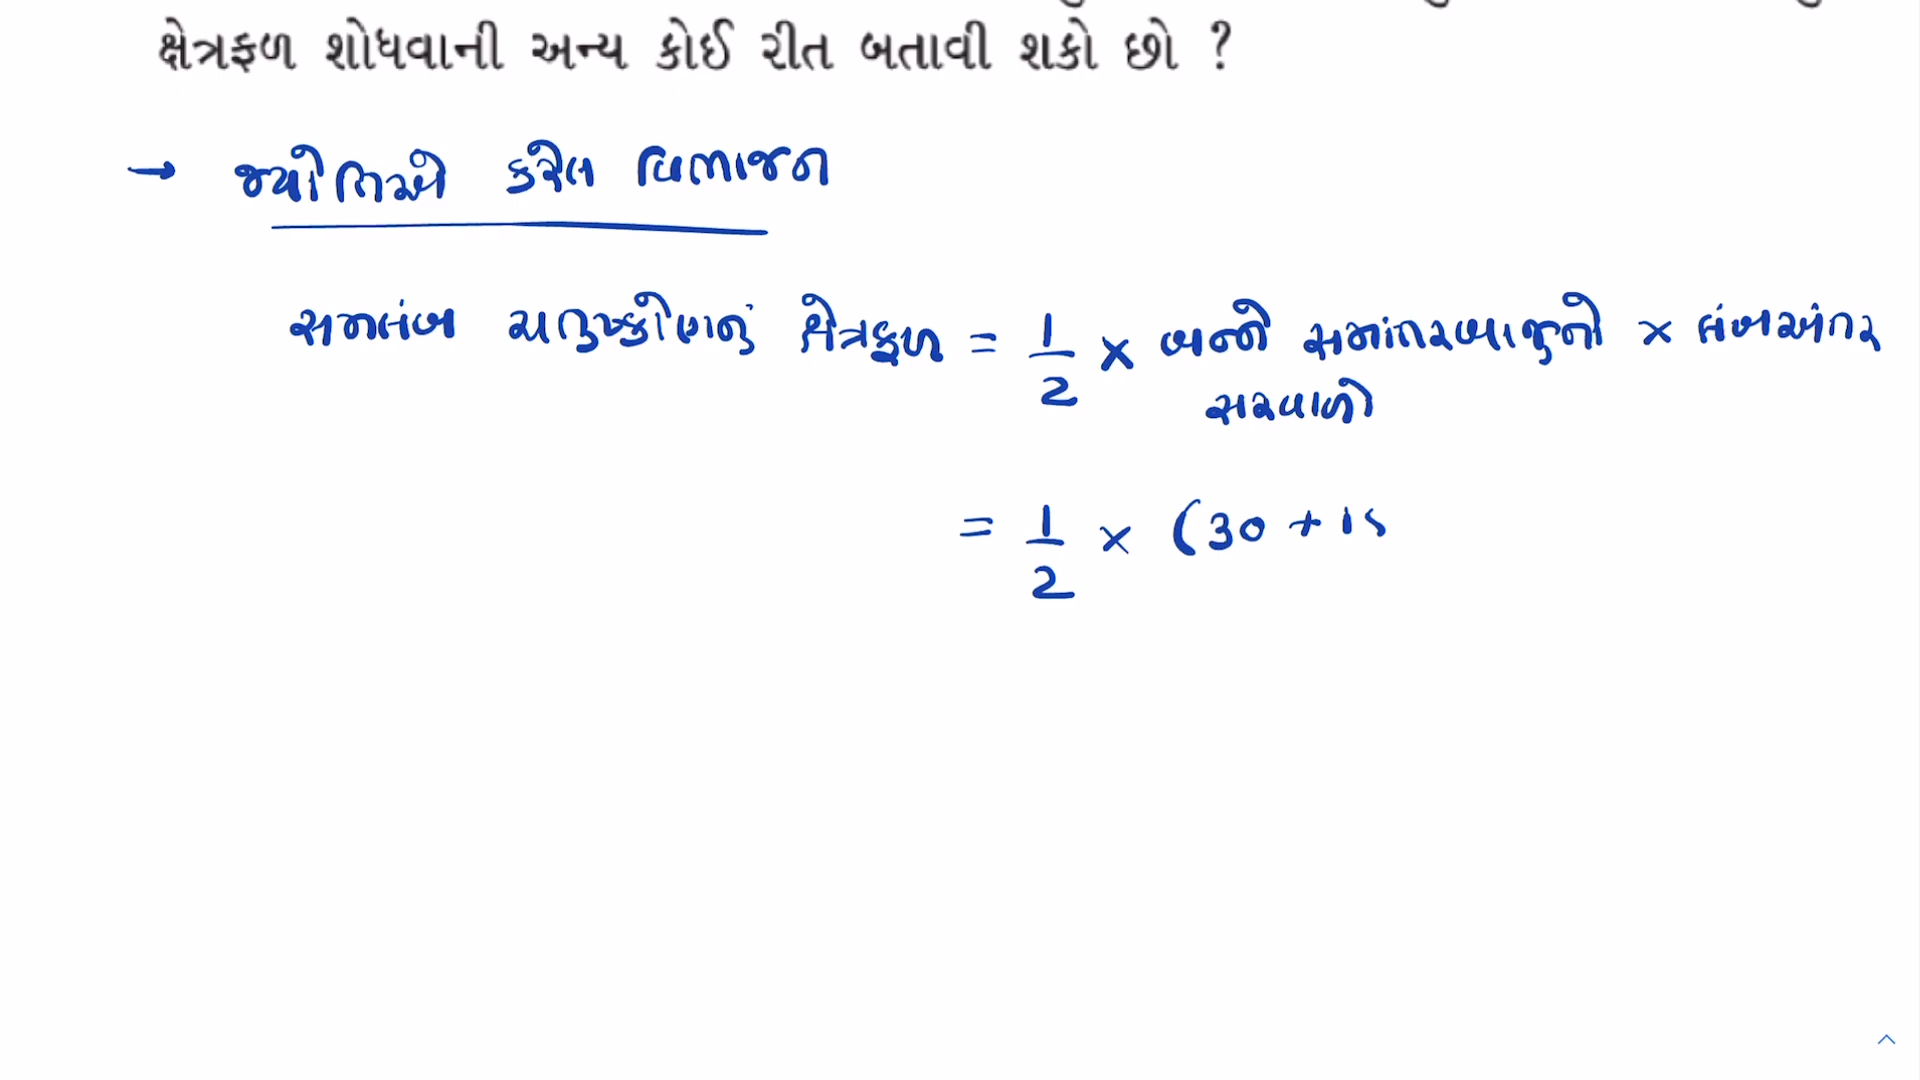 ક્ષેત્રફળ શોધવાની અન્ય કોઈ રીત બતાવી શકો છો ?
→ જ્યોતિએ કરેલ વિભાજન
સમલંબ ચતુષ્કોણનું ક્ષેત્રફળ = 1/2 × બન્ને સમાંતરબાજુનો × લંબઅંતર
સરવાળો
= 1/2 × (30 + 15